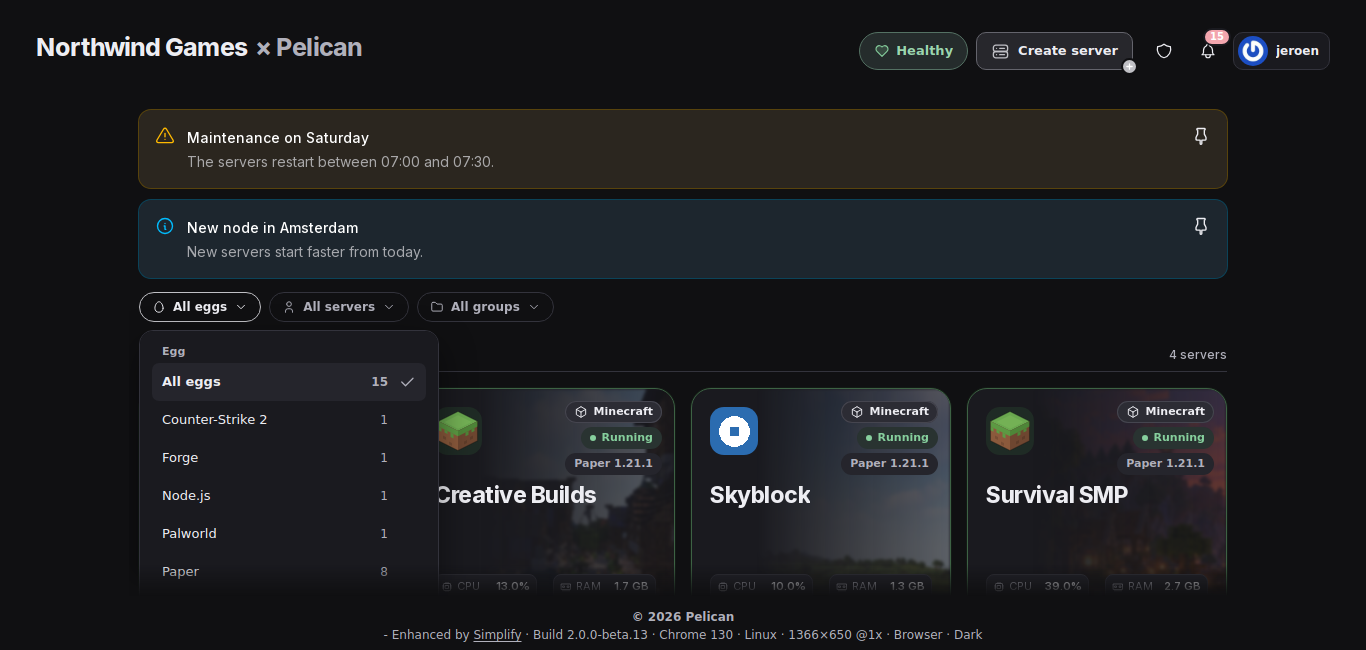 Northwind Games × Pelican
Healthy
Create server
15
jeroen
Maintenance on Saturday
The servers restart between 07:00 and 07:30.
New node in Amsterdam
New servers start faster from today.
All eggs
All servers
All groups
Egg
All eggs 15
Counter-Strike 2 1
Forge 1
Node.js 1
Palworld 1
Paper 8
4 servers
Minecraft
Running
Paper 1.21.1
Creative Builds
CPU 13.0% RAM 1.7 GB
Minecraft
Running
Paper 1.21.1
Skyblock
CPU 10.0% RAM 1.3 GB
Minecraft
Running
Paper 1.21.1
Survival SMP
CPU 39.0% RAM 2.7 GB
© 2026 Pelican
- Enhanced by Simplify · Build 2.0.0-beta.13 · Chrome 130 · Linux · 1366×650 @1x · Browser · Dark